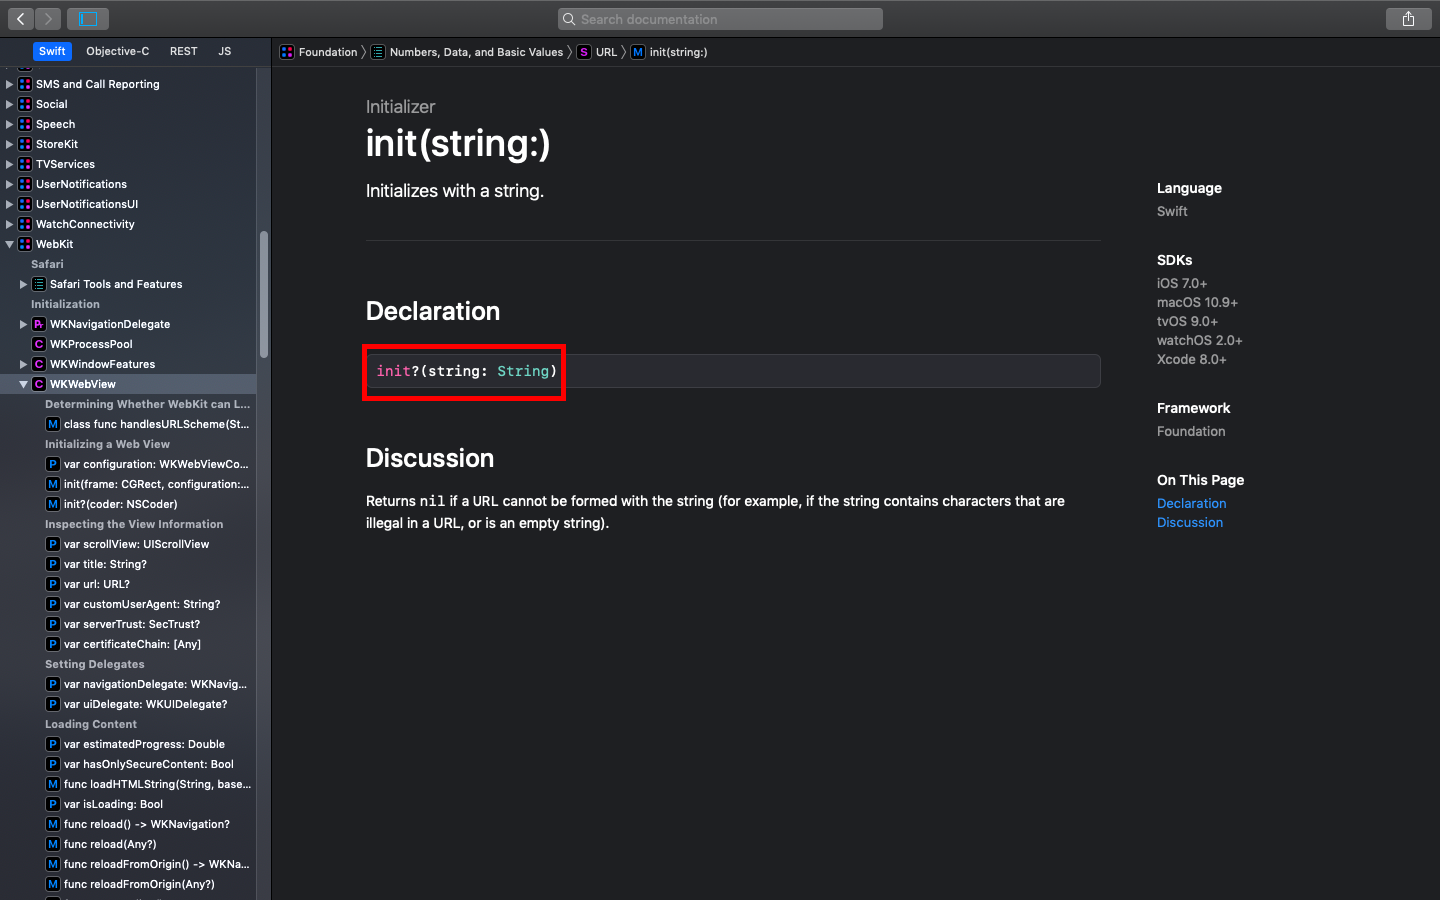 Search documentation
Swift Objective-C REST JS
Foundation Numbers, Data, and Basic Values S URL M init(string:)
SMS and Call Reporting
Social
Speech
StoreKit
TVServices
UserNotifications
UserNotificationsUI
WatchConnectivity
WebKit
Safari
Safari Tools and Features
Initialization
Pr WKNavigationDelegate
C WKProcessPool
C WKWindowFeatures
C WKWebView
Determining Whether WebKit can L...
M class func handlesURLScheme(St...
Initializing a Web View
P var configuration: WKWebViewCo...
M init(frame: CGRect, configuration:...
M init?(coder: NSCoder)
Inspecting the View Information
P var scrollView: UIScrollView
P var title: String?
P var url: URL?
P var customUserAgent: String?
P var serverTrust: SecTrust?
P var certificateChain: [Any]
Setting Delegates
P var navigationDelegate: WKNavig...
P var uiDelegate: WKUIDelegate?
Loading Content
P var estimatedProgress: Double
P var hasOnlySecureContent: Bool
M func loadHTMLString(String, base...
P var isLoading: Bool
M func reload() -> WKNavigation?
M func reload(Any?)
M func reloadFromOrigin() -> WKNa...
M func reloadFromOrigin(Any?)
Initializer
init(string:)
Initializes with a string.
Declaration
init?(string: String)
Discussion
Returns nil if a URL cannot be formed with the string (for example, if the string contains characters that are
illegal in a URL, or is an empty string).
Language
Swift
SDKs
iOS 7.0+
macOS 10.9+
tvOS 9.0+
watchOS 2.0+
Xcode 8.0+
Framework
Foundation
On This Page
Declaration
Discussion